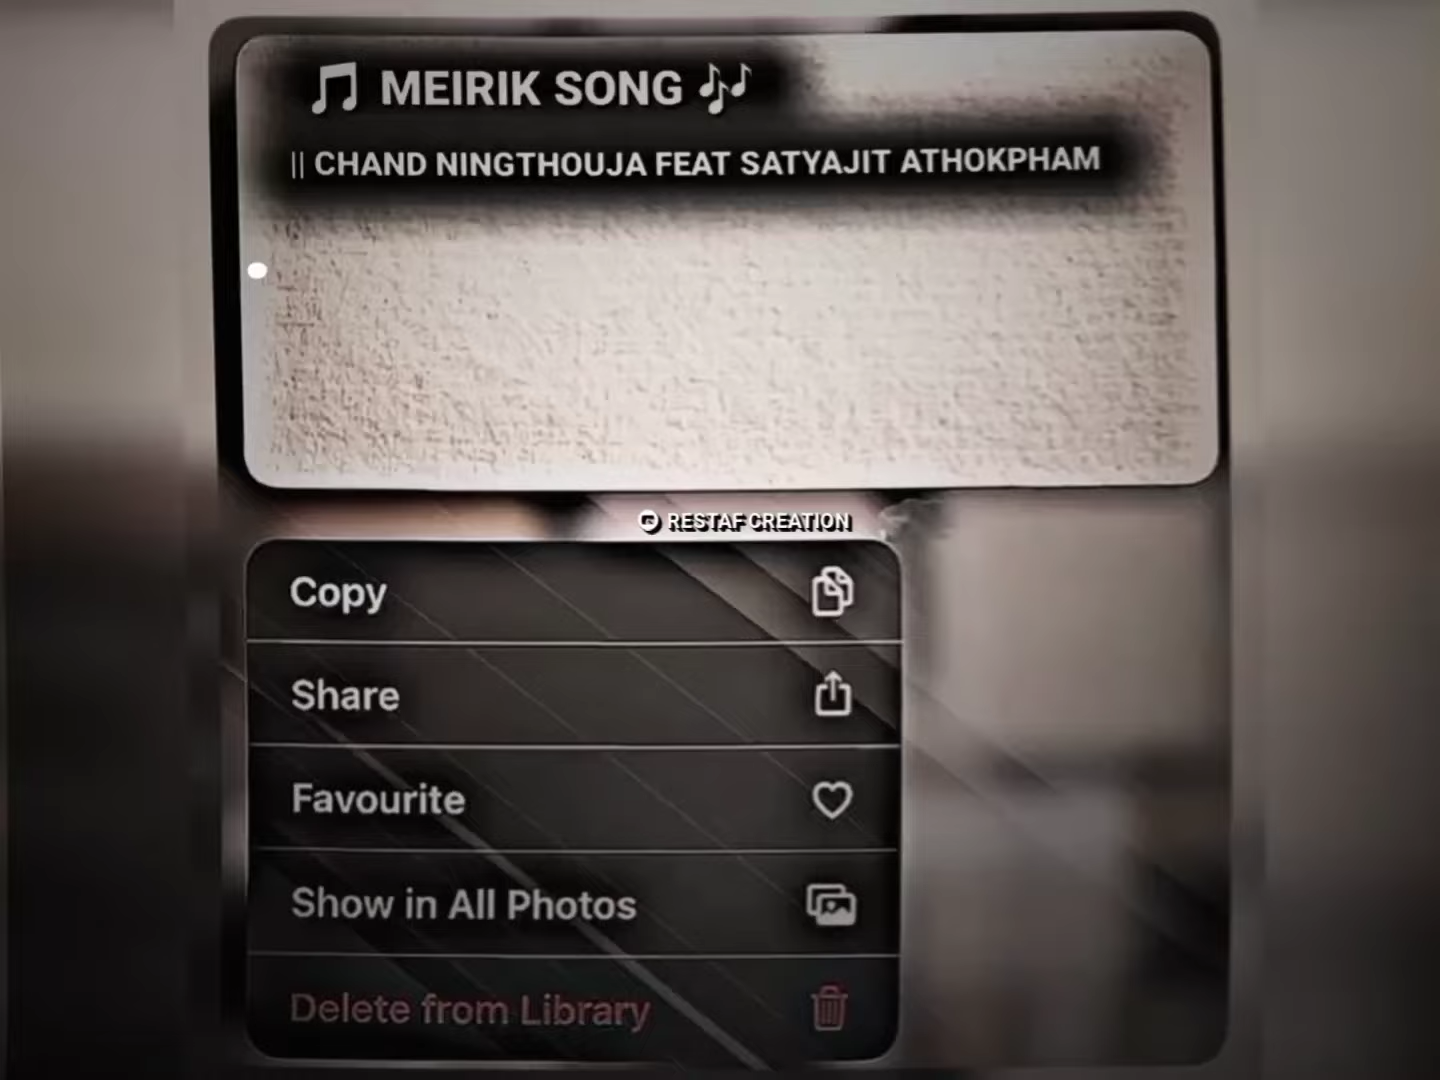 🎵 MEIRIK SONG 🎶
|| CHAND NINGTHOUJA FEAT SATYAJIT ATHOKPHAM
RESTAF CREATION
Copy
Share
Favourite
Show in All Photos
Delete from Library